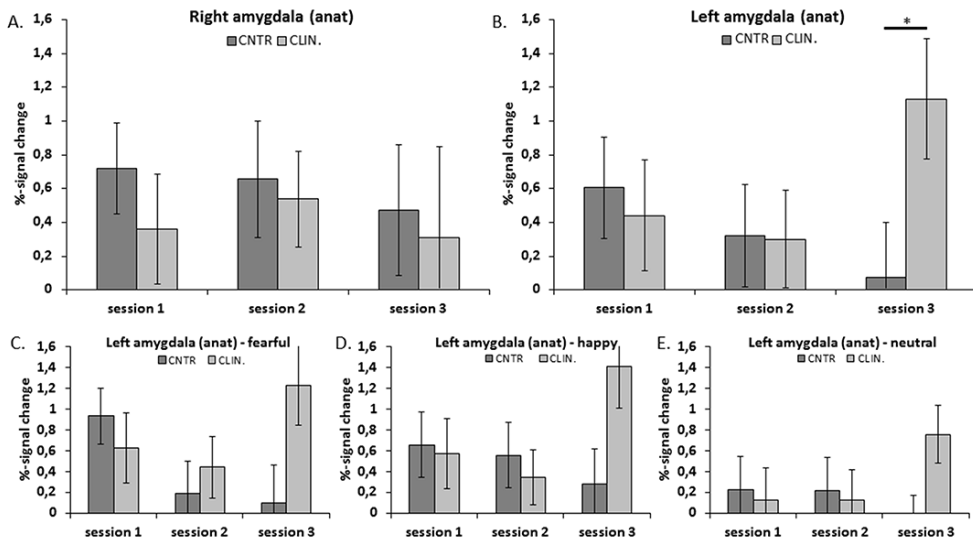 A.
Right amygdala (anat)
CNTR CLIN.
%-signal change
1,6
1,4
1,2
1
0,8
0,6
0,4
0,2
0
session 1 session 2 session 3
B.
Left amygdala (anat)
CNTR CLIN.
*
%-signal change
1,6
1,4
1,2
1
0,8
0,6
0,4
0,2
0
session 1 session 2 session 3
C.
Left amygdala (anat) - fearful
CNTR CLIN.
%-signal change
1,6
1,4
1,2
1
0,8
0,6
0,4
0,2
0
session 1 session 2 session 3
D.
Left amygdala (anat) - happy
CNTR CLIN.
%-signal change
1,6
1,4
1,2
1
0,8
0,6
0,4
0,2
0
session 1 session 2 session 3
E.
Left amygdala (anat) - neutral
CNTR CLIN.
%-signal change
1,6
1,4
1,2
1
0,8
0,6
0,4
0,2
0
session 1 session 2 session 3